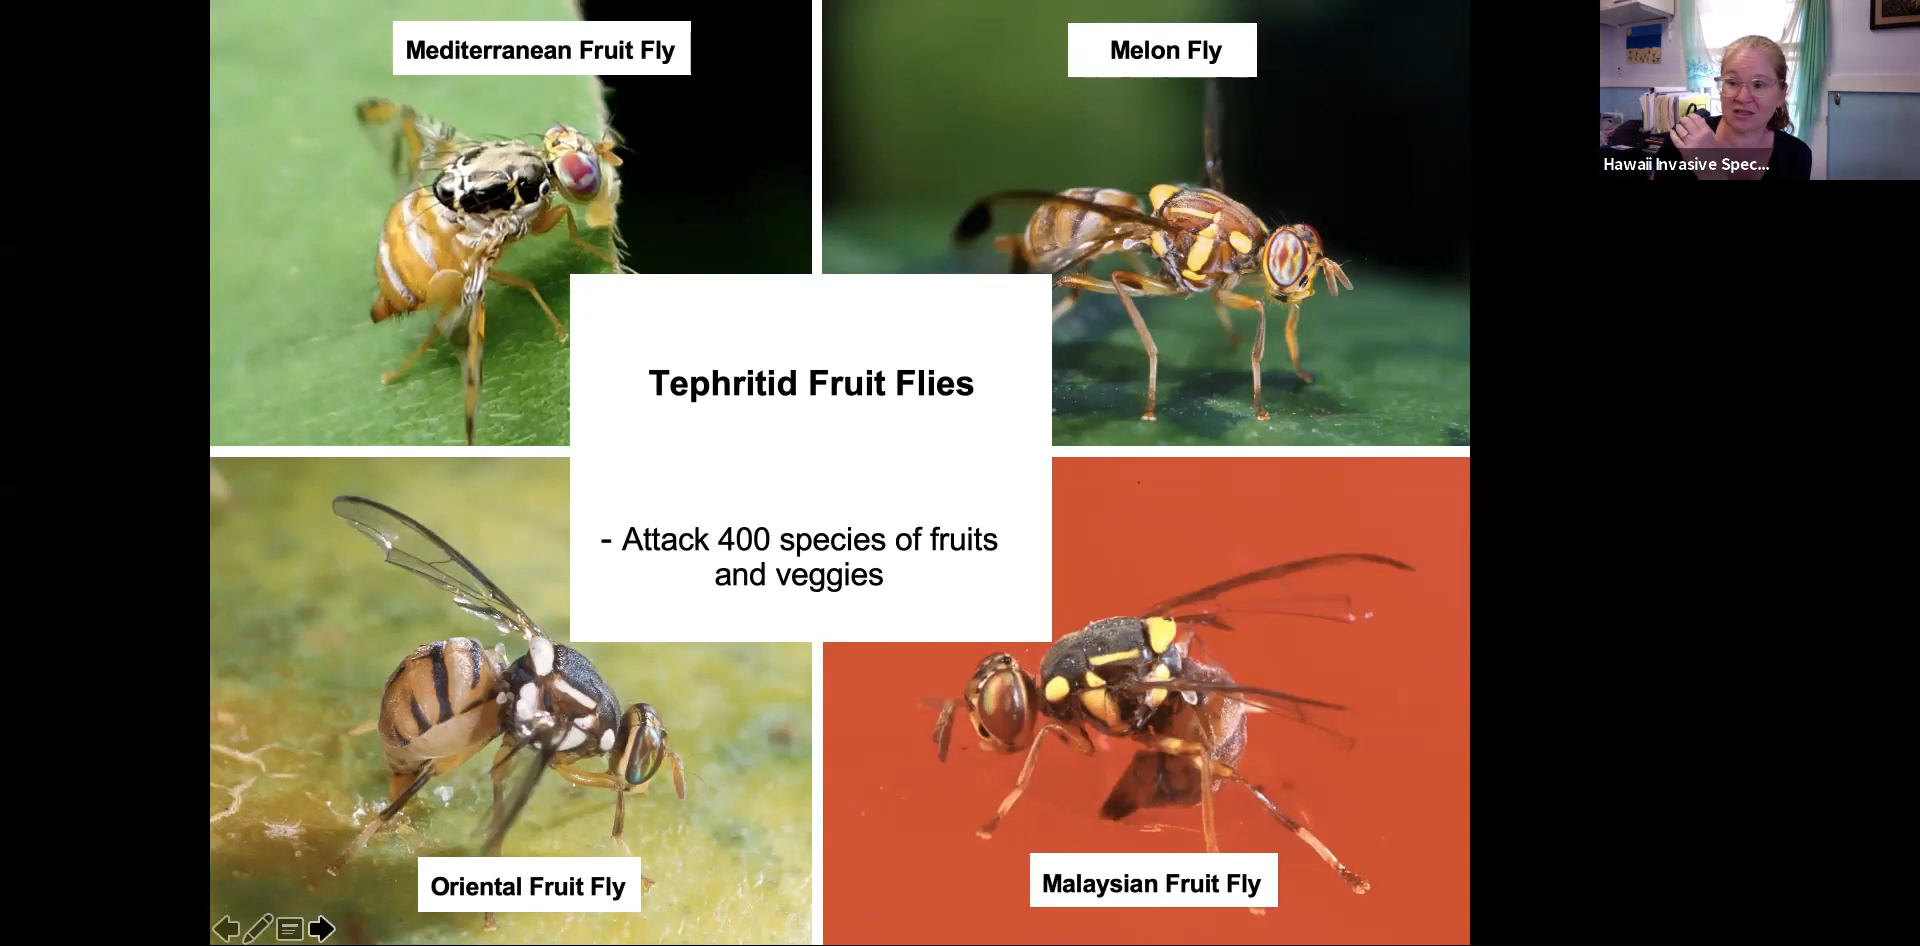 Mediterranean Fruit Fly
Melon Fly
Hawaii Invasive Spec...
Tephritid Fruit Flies
- Attack 400 species of fruits
and veggies
Oriental Fruit Fly
Malaysian Fruit Fly